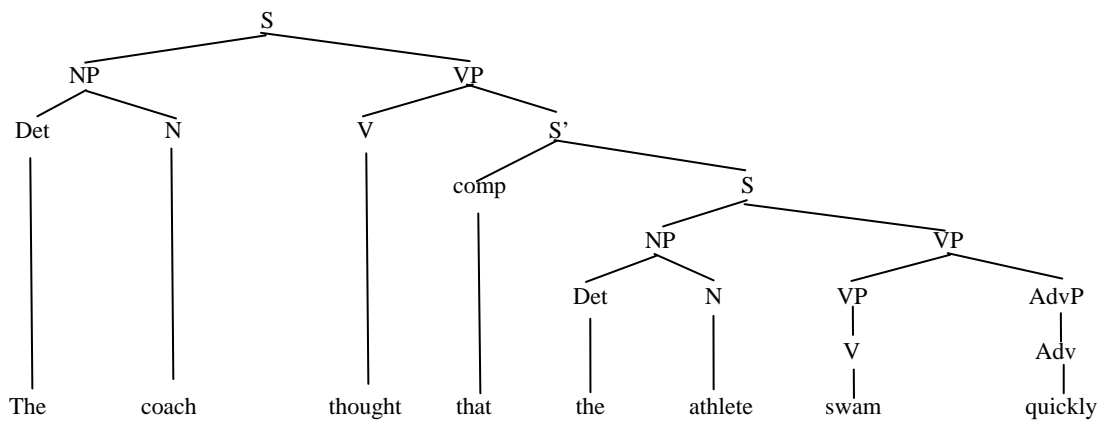 S
NP VP
Det N V S’
comp S
NP VP
Det N VP AdvP
V Adv
The coach thought that the athlete swam quickly